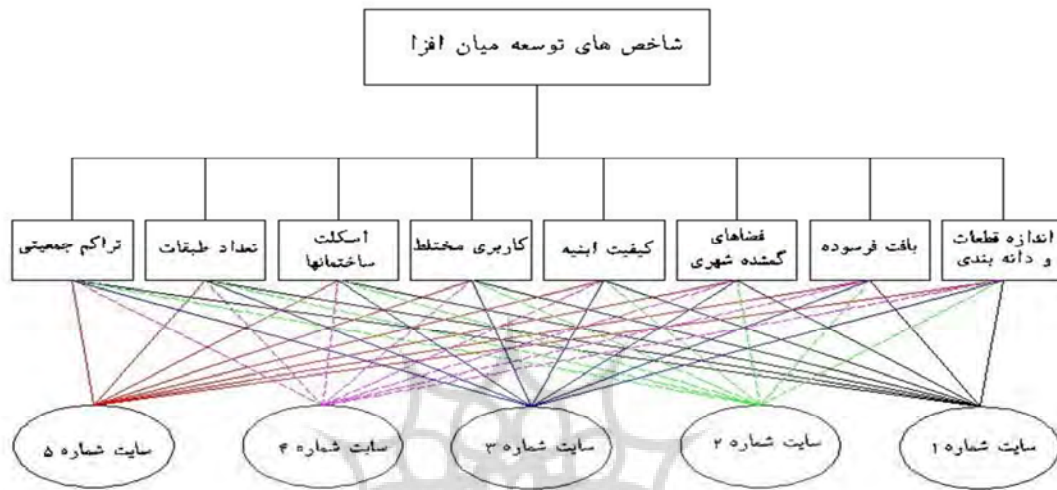 شاخص های توسعه میان افزا
اندازه قطعات
و دانه بندی
بافت فرسوده
فضاهای
گمشده شهری
کیفیت ابنیه
کاربری مختلط
اسکلت
ساختمانها
تعداد طبقات
تراکم جمعیتی
سایت شماره ۱
سایت شماره ۲
سایت شماره ۳
سایت شماره ۴
سایت شماره ۵